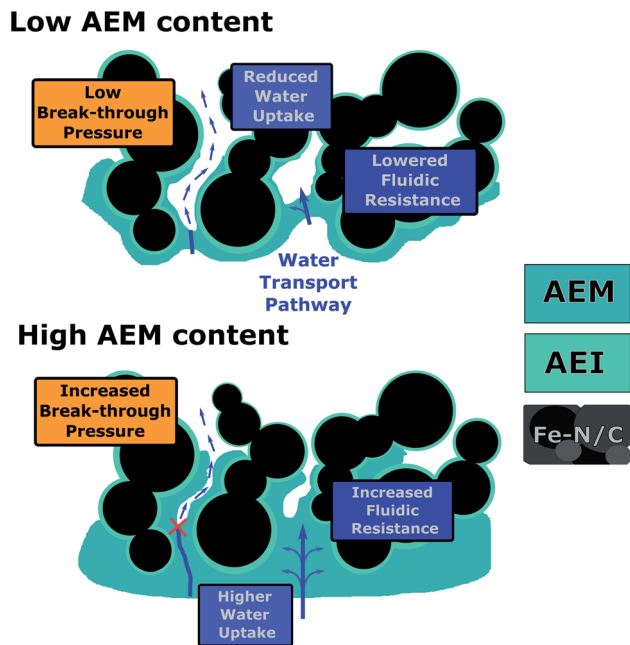 Low AEM content
Low
Break-through
Pressure
Reduced
Water
Uptake
Lowered
Fluidic
Resistance
Water
Transport
Pathway
High AEM content
Increased
Break-through
Pressure
Increased
Fluidic
Resistance
Higher
Water
Uptake
AEM
AEI
Fe-N/C